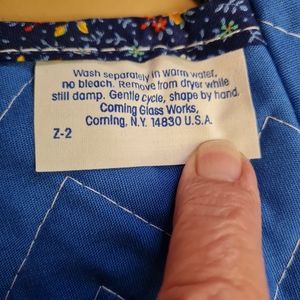 Wash separately in warm water,
no bleach. Remove from dryer while
still damp. Gentle cycle, shape by hand.
Corning Glass Works,
Corning, N.Y. 14830 U.S.A.
Z-2